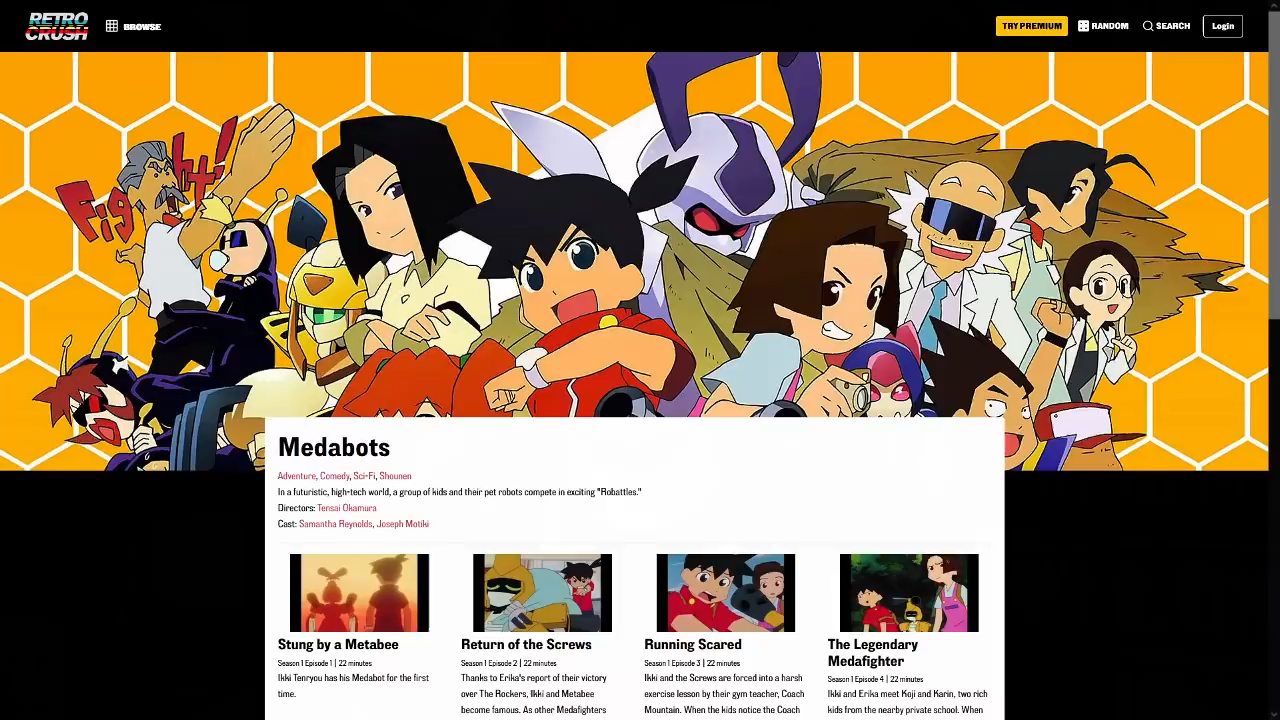 RETRO
CRUSH
BROWSE
TRY PREMIUM
RANDOM
SEARCH
Login
Fig
ht!
Medabots
Adventure, Comedy, Sci-Fi, Shounen
In a futuristic, high-tech world, a group of kids and their pet robots compete in exciting "Robattles."
Directors: Tensai Okamura
Cast: Samantha Reynolds, Joseph Motiki
Stung by a Metabee
Season 1 Episode 1 | 22 minutes
Ikki Tenryou has his Medabot for the first
time.
Return of the Screws
Season 1 Episode 2 | 22 minutes
Thanks to Erika's report of their victory
over The Rockers, Ikki and Metabee
become famous. As other Medafighters
Running Scared
Season 1 Episode 3 | 22 minutes
Ikki and the Screws are forced into a harsh
exercise lesson by their gym teacher, Coach
Mountain. When the kids notice the Coach
The Legendary
Medafighter
Season 1 Episode 4 | 22 minutes
Ikki and Erika meet Koji and Karin, two rich
kids from the nearby private school. When